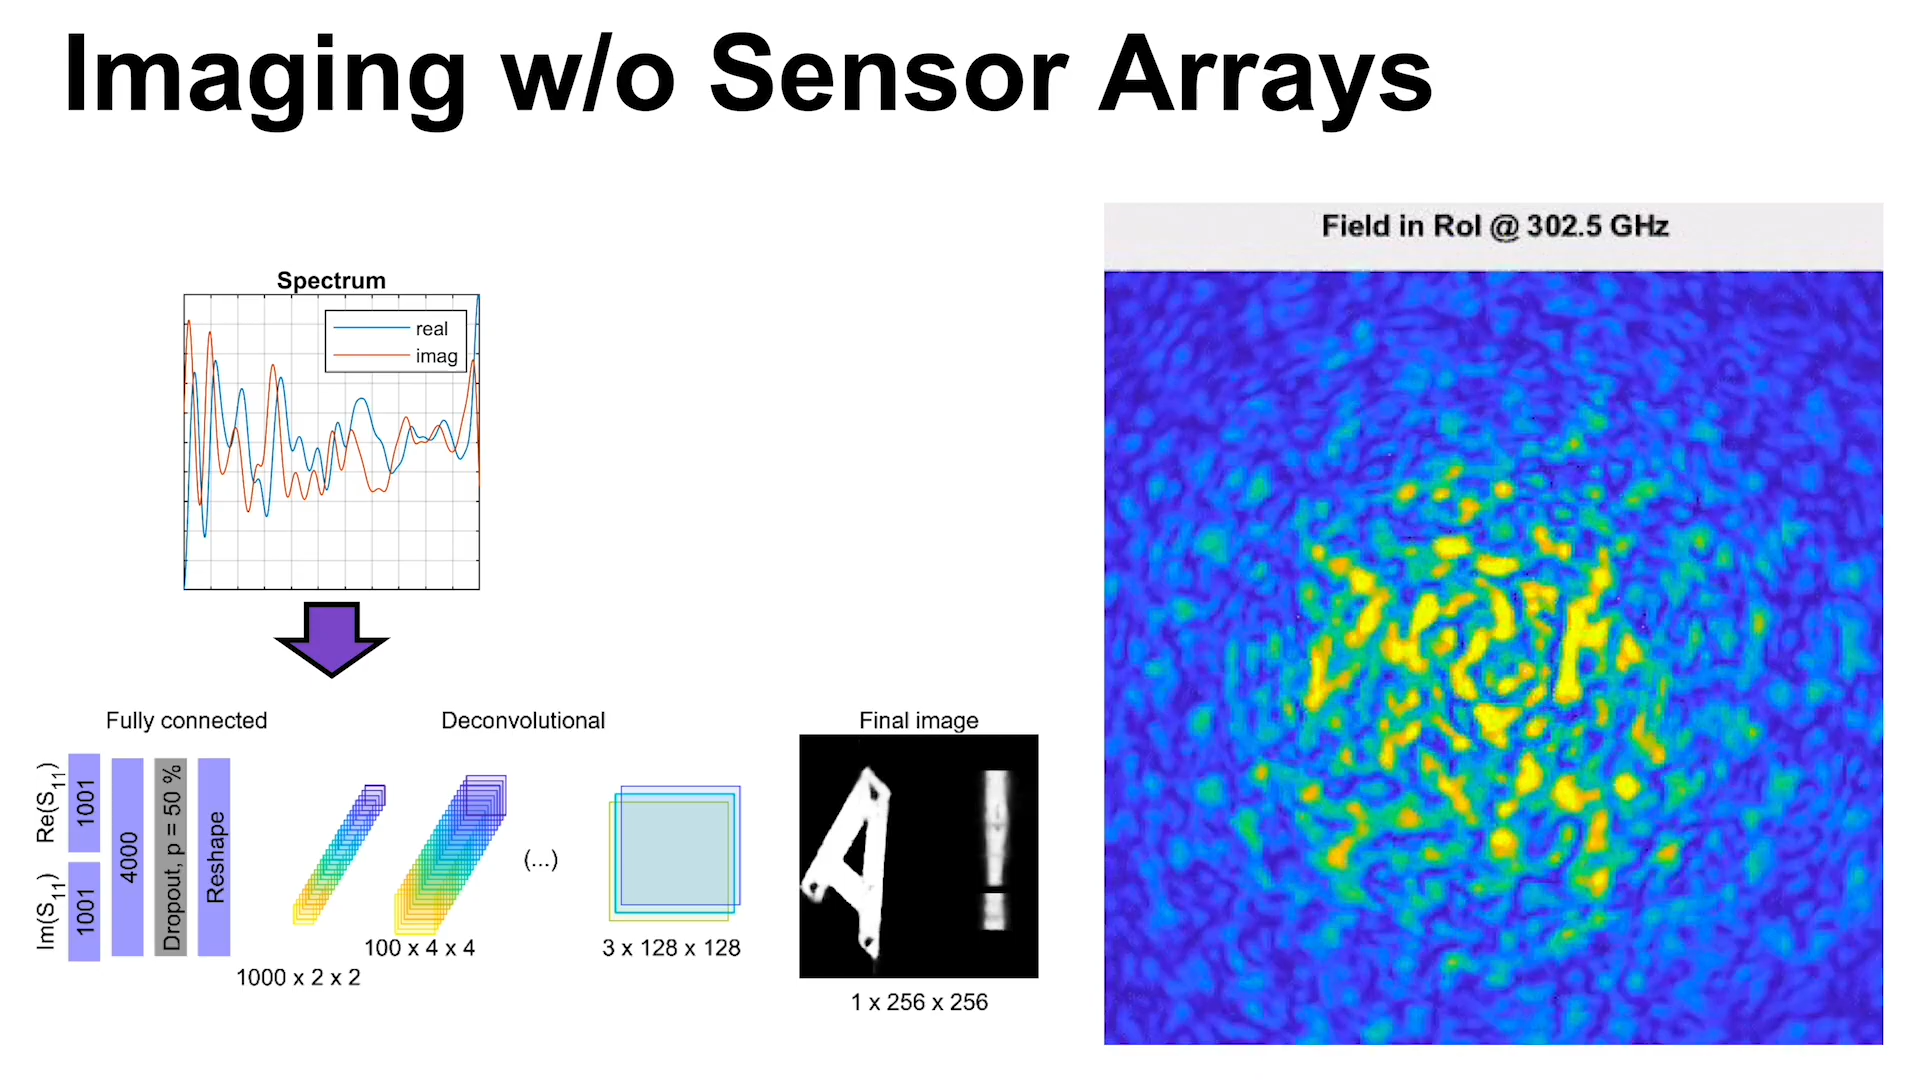 Imaging w/o Sensor Arrays
Field in RoI @ 302.5 GHz
Spectrum
real
imag
Fully connected
Deconvolutional
Final image
Re(S11)
1001
Im(S11)
1001
4000
Dropout, p = 50 %
Reshape
(...)
1000 x 2 x 2
100 x 4 x 4
3 x 128 x 128
1 x 256 x 256